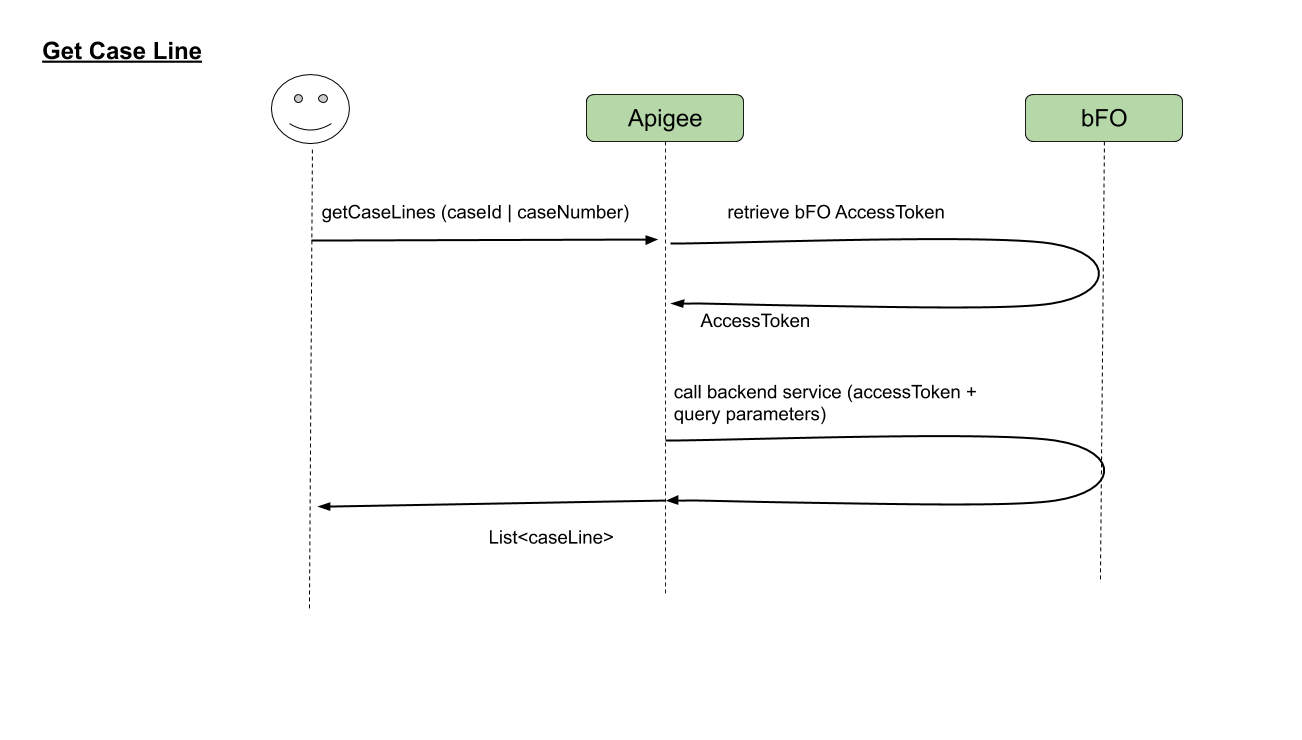 Get Case Line
Apigee
bFO
getCaseLines (caseId | caseNumber)
retrieve bFO AccessToken
AccessToken
call backend service (accessToken +
query parameters)
List<caseLine>